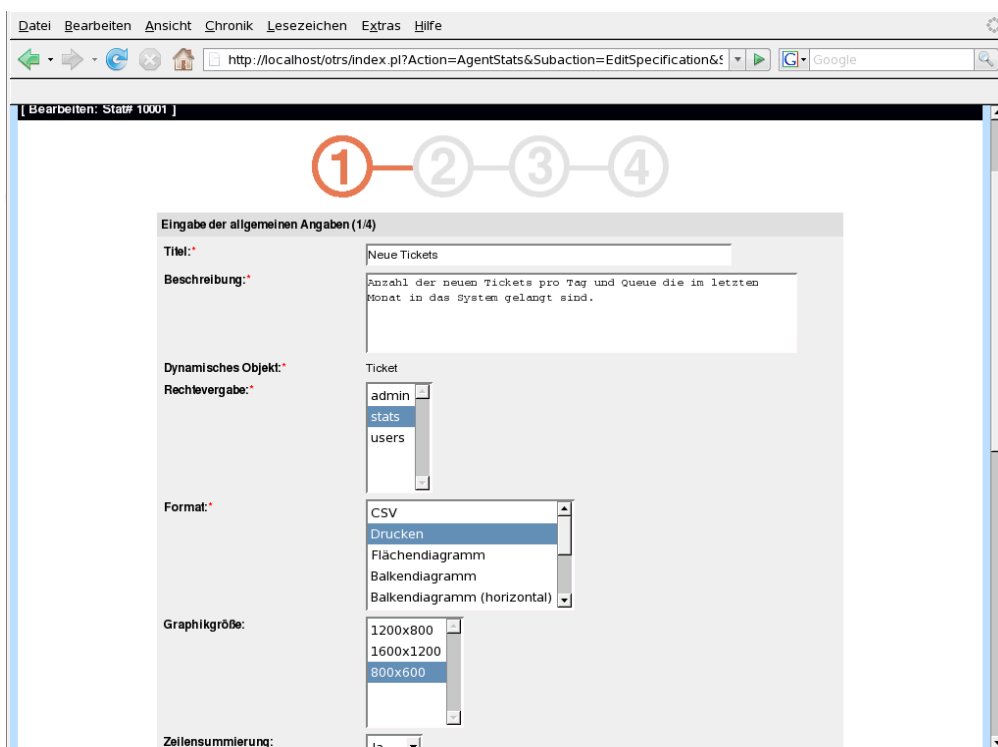 Datei Bearbeiten Ansicht Chronik Lesezeichen Extras Hilfe
http://localhost/otrs/index.pl?Action=AgentStats&Subaction=EditSpecification&S
G Google
[ Bearbeiten: Stat# 10001 ]
1 2 3 4
Eingabe der allgemeinen Angaben (1/4)
Titel:* Neue Tickets
Beschreibung:* Anzahl der neuen Tickets pro Tag und Queue die im letzten
Monat in das System gelangt sind.
Dynamisches Objekt:* Ticket
Rechtevergabe:* admin
stats
users
Format:* CSV
Drucken
Flächendiagramm
Balkendiagramm
Balkendiagramm (horizontal)
Graphikgröße: 1200x800
1600x1200
800x600
Zeilensummierung: Ja